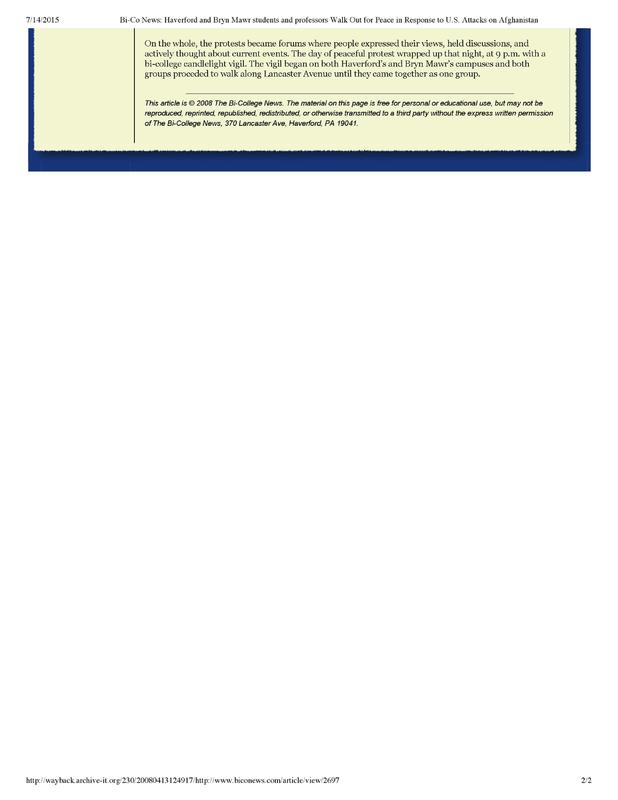 7/14/2015 Bi-Co News: Haverford and Bryn Mawr students and professors Walk Out for Peace in Response to U.S. Attacks on Afghanistan
On the whole, the protests became forums where people expressed their views, held discussions, and
actively thought about current events. The day of peaceful protest wrapped up that night, at 9 p.m. with a
bi-college candlelight vigil. The vigil began on both Haverford's and Bryn Mawr's campuses and both
groups proceded to walk along Lancaster Avenue until they came together as one group.
This article is © 2008 The Bi-College News. The material on this page is free for personal or educational use, but may not be
reproduced, reprinted, republished, redistributed, or otherwise transmitted to a third party without the express written permission
of The Bi-College News, 370 Lancaster Ave, Haverford, PA 19041.
http://wayback.archive-it.org/230/20080413124917/http://www.biconews.com/article/view/2697 2/2